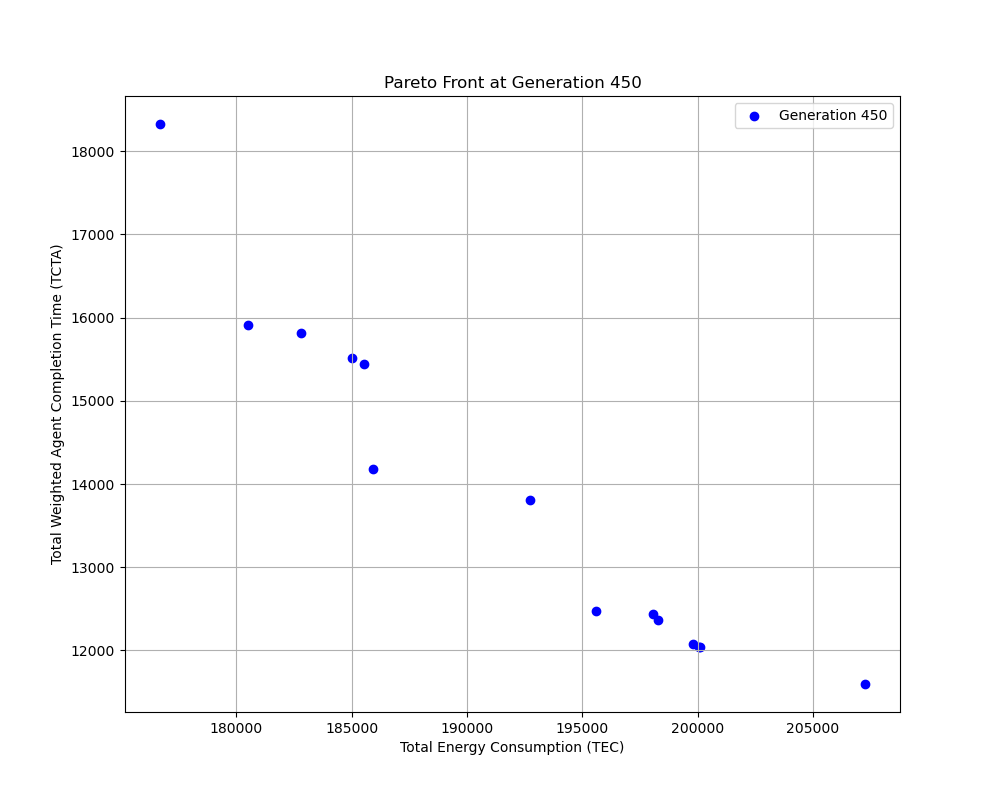 Pareto Front at Generation 450
Generation 450
Total Weighted Agent Completion Time (TCTA)
18000
17000
16000
15000
14000
13000
12000
180000 185000 190000 195000 200000 205000
Total Energy Consumption (TEC)